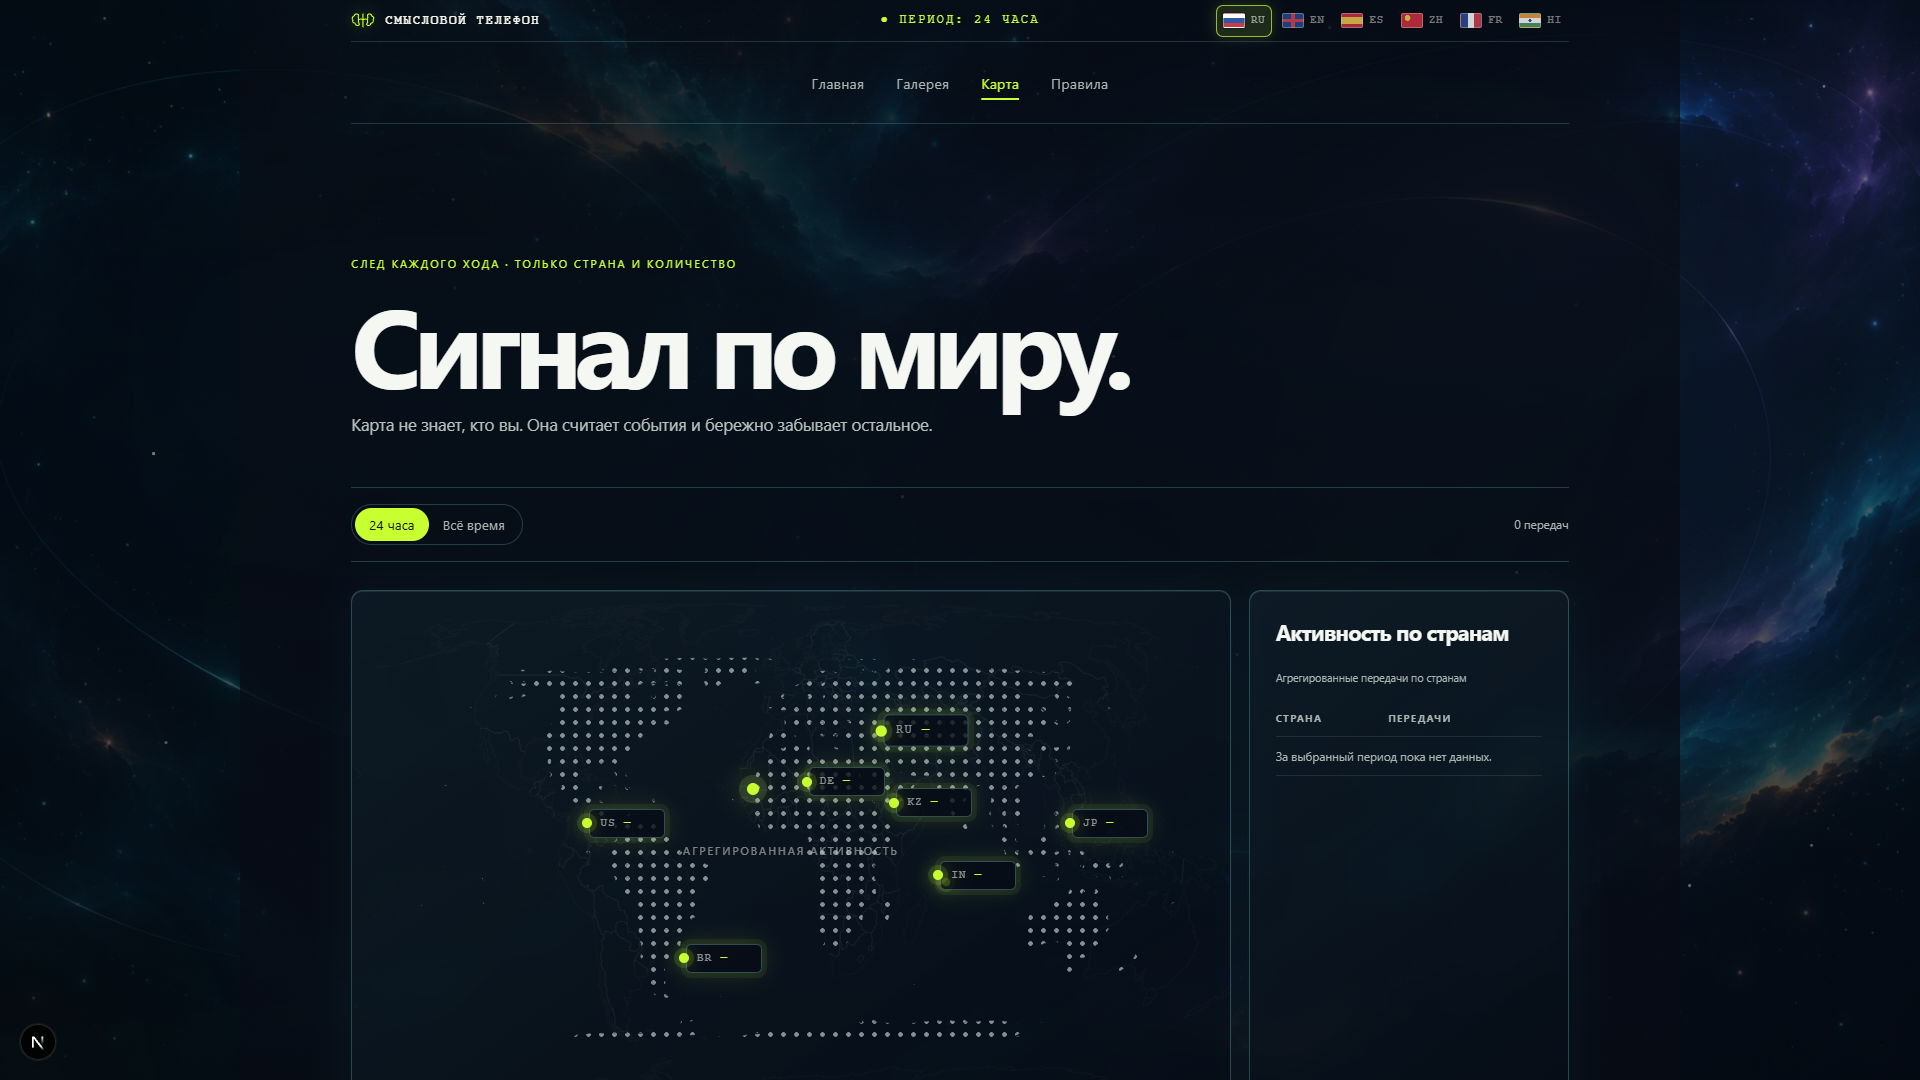 СМЫСЛОВОЙ ТЕЛЕФОН
ПЕРИОД: 24 ЧАСА
RU EN ES ZH FR HI
Главная Галерея Карта Правила
СЛЕД КАЖДОГО ХОДА · ТОЛЬКО СТРАНА И КОЛИЧЕСТВО
Сигнал по миру.
Карта не знает, кто вы. Она считает события и бережно забывает остальное.
24 часа Всё время
0 передач
RU —
DE —
KZ —
US —
JP —
АГРЕГИРОВАННАЯ АКТИВНОСТЬ
IN —
BR —
Активность по странам
Агрегированные передачи по странам
СТРАНА ПЕРЕДАЧИ
За выбранный период пока нет данных.
N